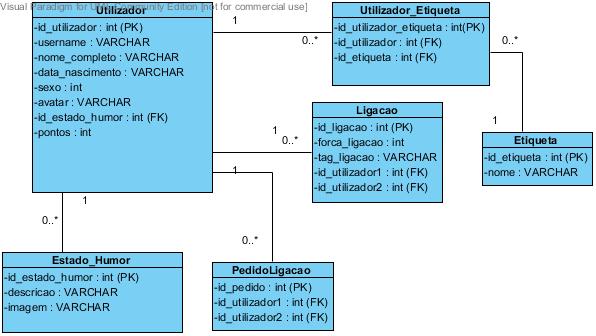 Visual Paradigm for UML Community Edition [not for commercial use]
Utilizador
-id_utilizador : int (PK)
-username : VARCHAR
-nome_completo : VARCHAR
-data_nascimento : VARCHAR
-sexo : int
-avatar : VARCHAR
-id_estado_humor : int (FK)
-pontos : int
1
0..*
Utilizador_Etiqueta
-id_utilizador_etiqueta : int(PK)
-id_utilizador : int (FK)
-id_etiqueta : int (FK)
0..*
1
Ligacao
-id_ligacao : int (PK)
-forca_ligacao : int
-tag_ligacao : VARCHAR
-id_utilizador1 : int (FK)
-id_utilizador2 : int (FK)
1
0..*
Etiqueta
-id_etiqueta : int (PK)
-nome : VARCHAR
1
0..*
1
0..*
Estado_Humor
-id_estado_humor : int (PK)
-descricao : VARCHAR
-imagem : VARCHAR
PedidoLigacao
-id_pedido : int (PK)
-id_utilizador1 : int (FK)
-id_utilizador2 : int (FK)